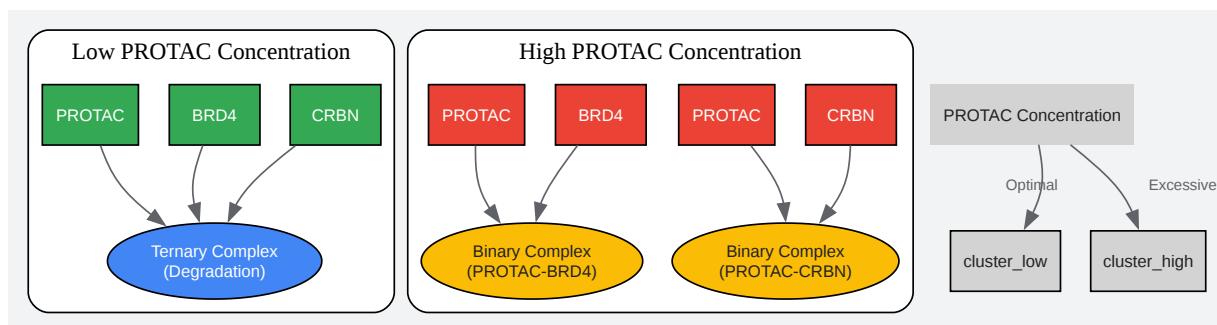 Low PROTAC Concentration
PROTAC
BRD4
CRBN
Ternary Complex
(Degradation)
High PROTAC Concentration
PROTAC
BRD4
PROTAC
CRBN
Binary Complex
(PROTAC-BRD4)
Binary Complex
(PROTAC-CRBN)
PROTAC Concentration
Optimal
Excessive
cluster_low
cluster_high